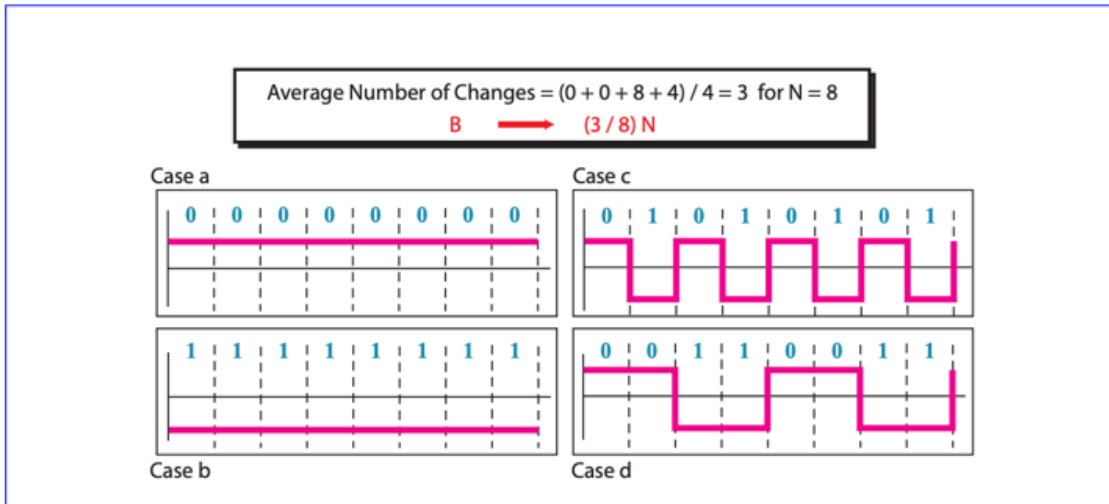 Average Number of Changes = (0 + 0 + 8 + 4) / 4 = 3 for N = 8
B (3 / 8) N
Case a
0 0 0 0 0 0 0 0
Case c
0 1 0 1 0 1 0 1
1 1 1 1 1 1 1 1
Case b
0 0 1 1 0 0 1 1
Case d